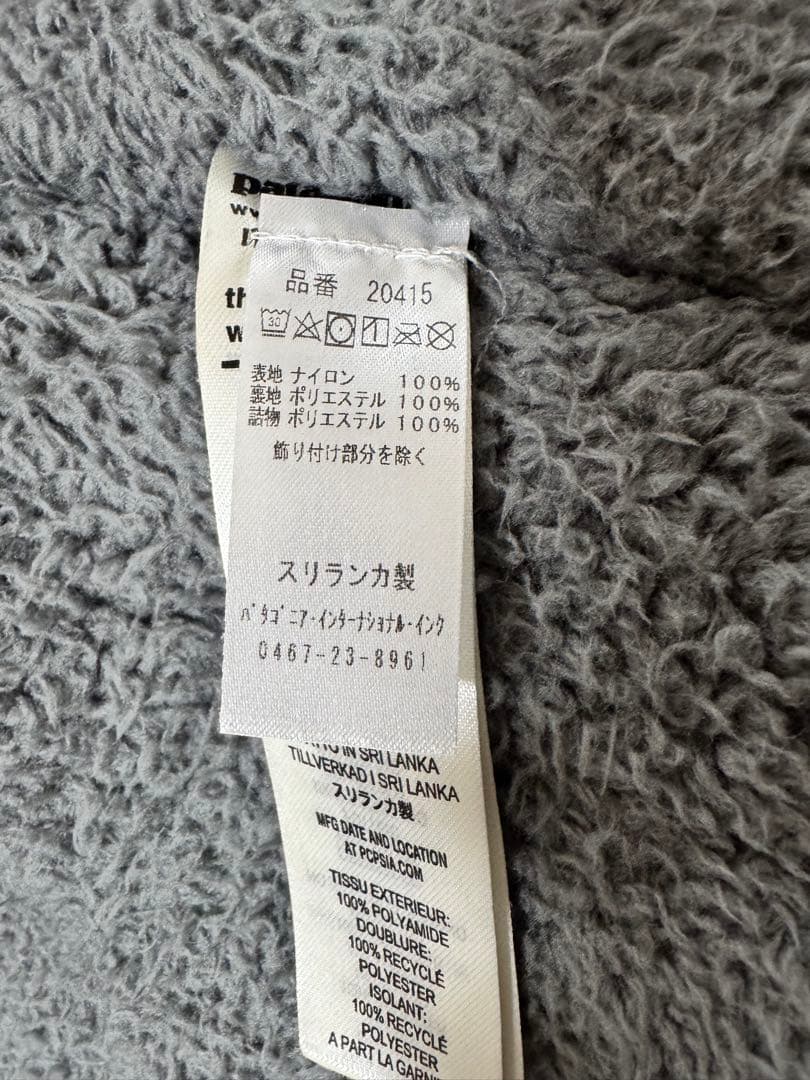 品番 20415
30
表地 ナイロン 100%
裏地 ポリエステル 100%
詰物 ポリエステル 100%
飾り付け部分を除く
スリランカ製
パタゴニア・インターナショナル・インク
0467-23-8961
IN SRI LANKA
TILLVERKAD I SRI LANKA
スリランカ製
MFG DATE AND LOCATION
AT PCPSIA.COM
TISSU EXTERIEUR:
100% POLYAMIDE
DOUBLURE:
100% RECYCLÉ
POLYESTER
ISOLANT:
100% RECYCLÉ
POLYESTER
A PART LA